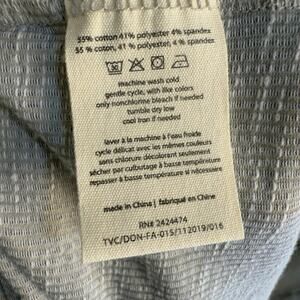 55% cotton 41% polyester 4% spandex
55 % coton, 41 % polyester, 4 % spandex
machine wash cold
gentle cycle, with like colors
only nonchlorine bleach if needed
tumble dry low
cool iron if needed
laver à la machine à l'eau froide
cycle délicat avec les mêmes couleurs
sans chlorure décolorant seulement
sécher par culbutage à basse température
repasser à basse température si nécessaire
made in China | fabriqué en Chine
RN# 2424474
TVC/DON-FA-015/112019/016